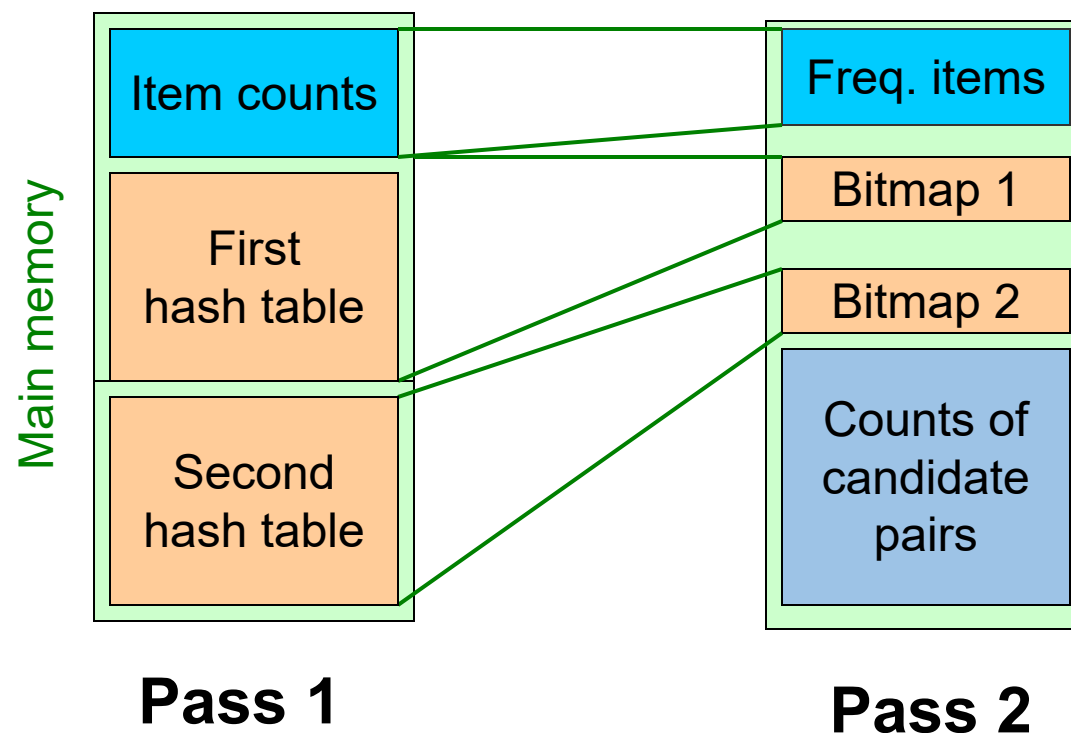 Main memory
Item counts
First
hash table
Second
hash table
Pass 1
Freq. items
Bitmap 1
Bitmap 2
Counts of
candidate
pairs
Pass 2